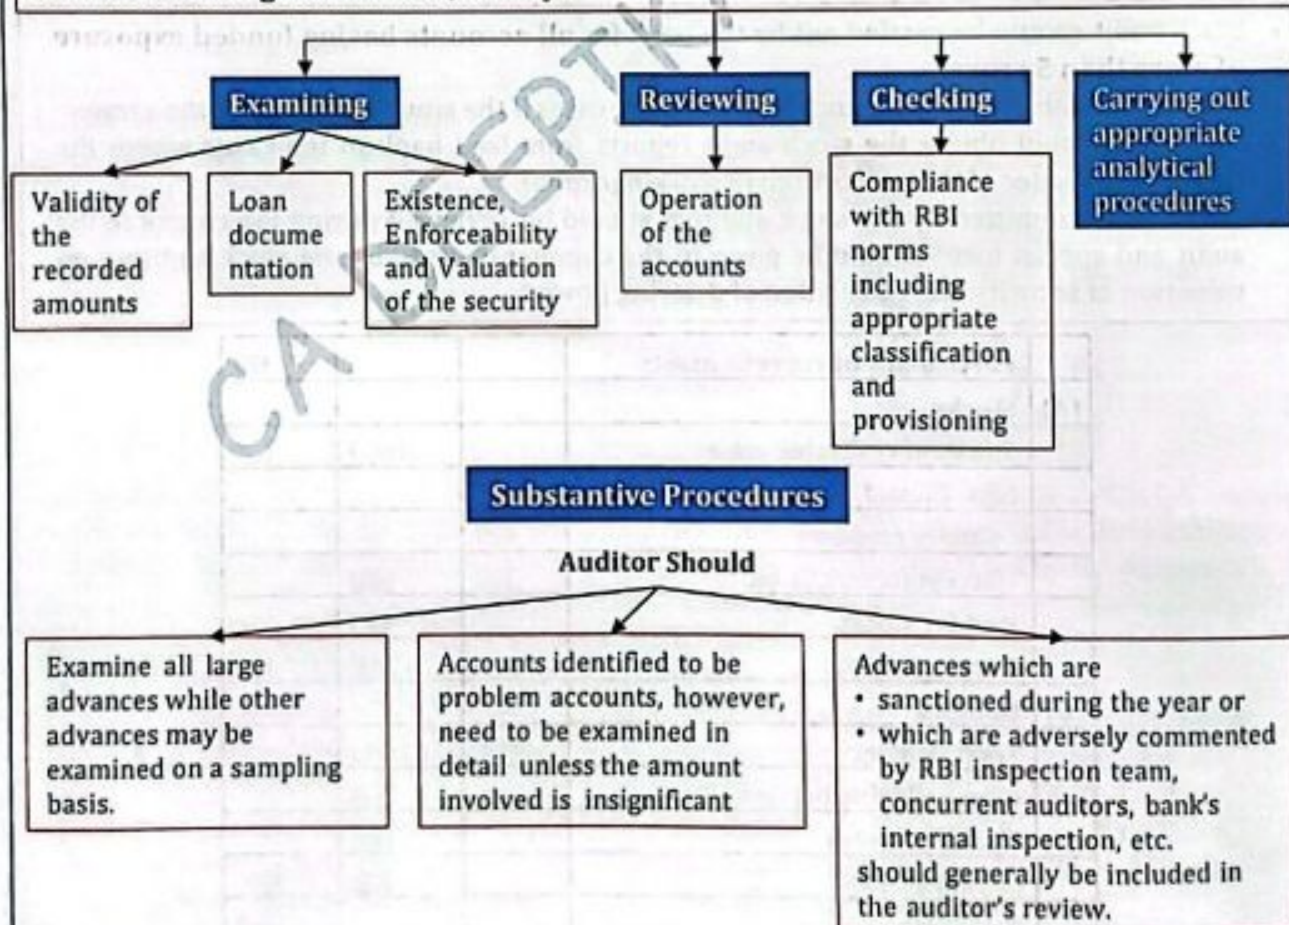 Examining
Validity of
the
recorded
amounts
Loan
docume
ntation
Existence,
Enforceability
and Valuation
of the security
Reviewing
Operation
of the
accounts
Checking
Compliance
with RBI
norms
including
appropriate
classification
and
provisioning
Carrying out
appropriate
analytical
procedures
Substantive Procedures
Auditor Should
Examine all large
advances while other
advances may be
examined on a sampling
basis.
Accounts identified to be
problem accounts, however,
need to be examined in
detail unless the amount
involved is insignificant
Advances which are
• sanctioned during the year or
• which are adversely commented
by RBI inspection team,
concurrent auditors, bank's
internal inspection, etc.
should generally be included in
the auditor's review.